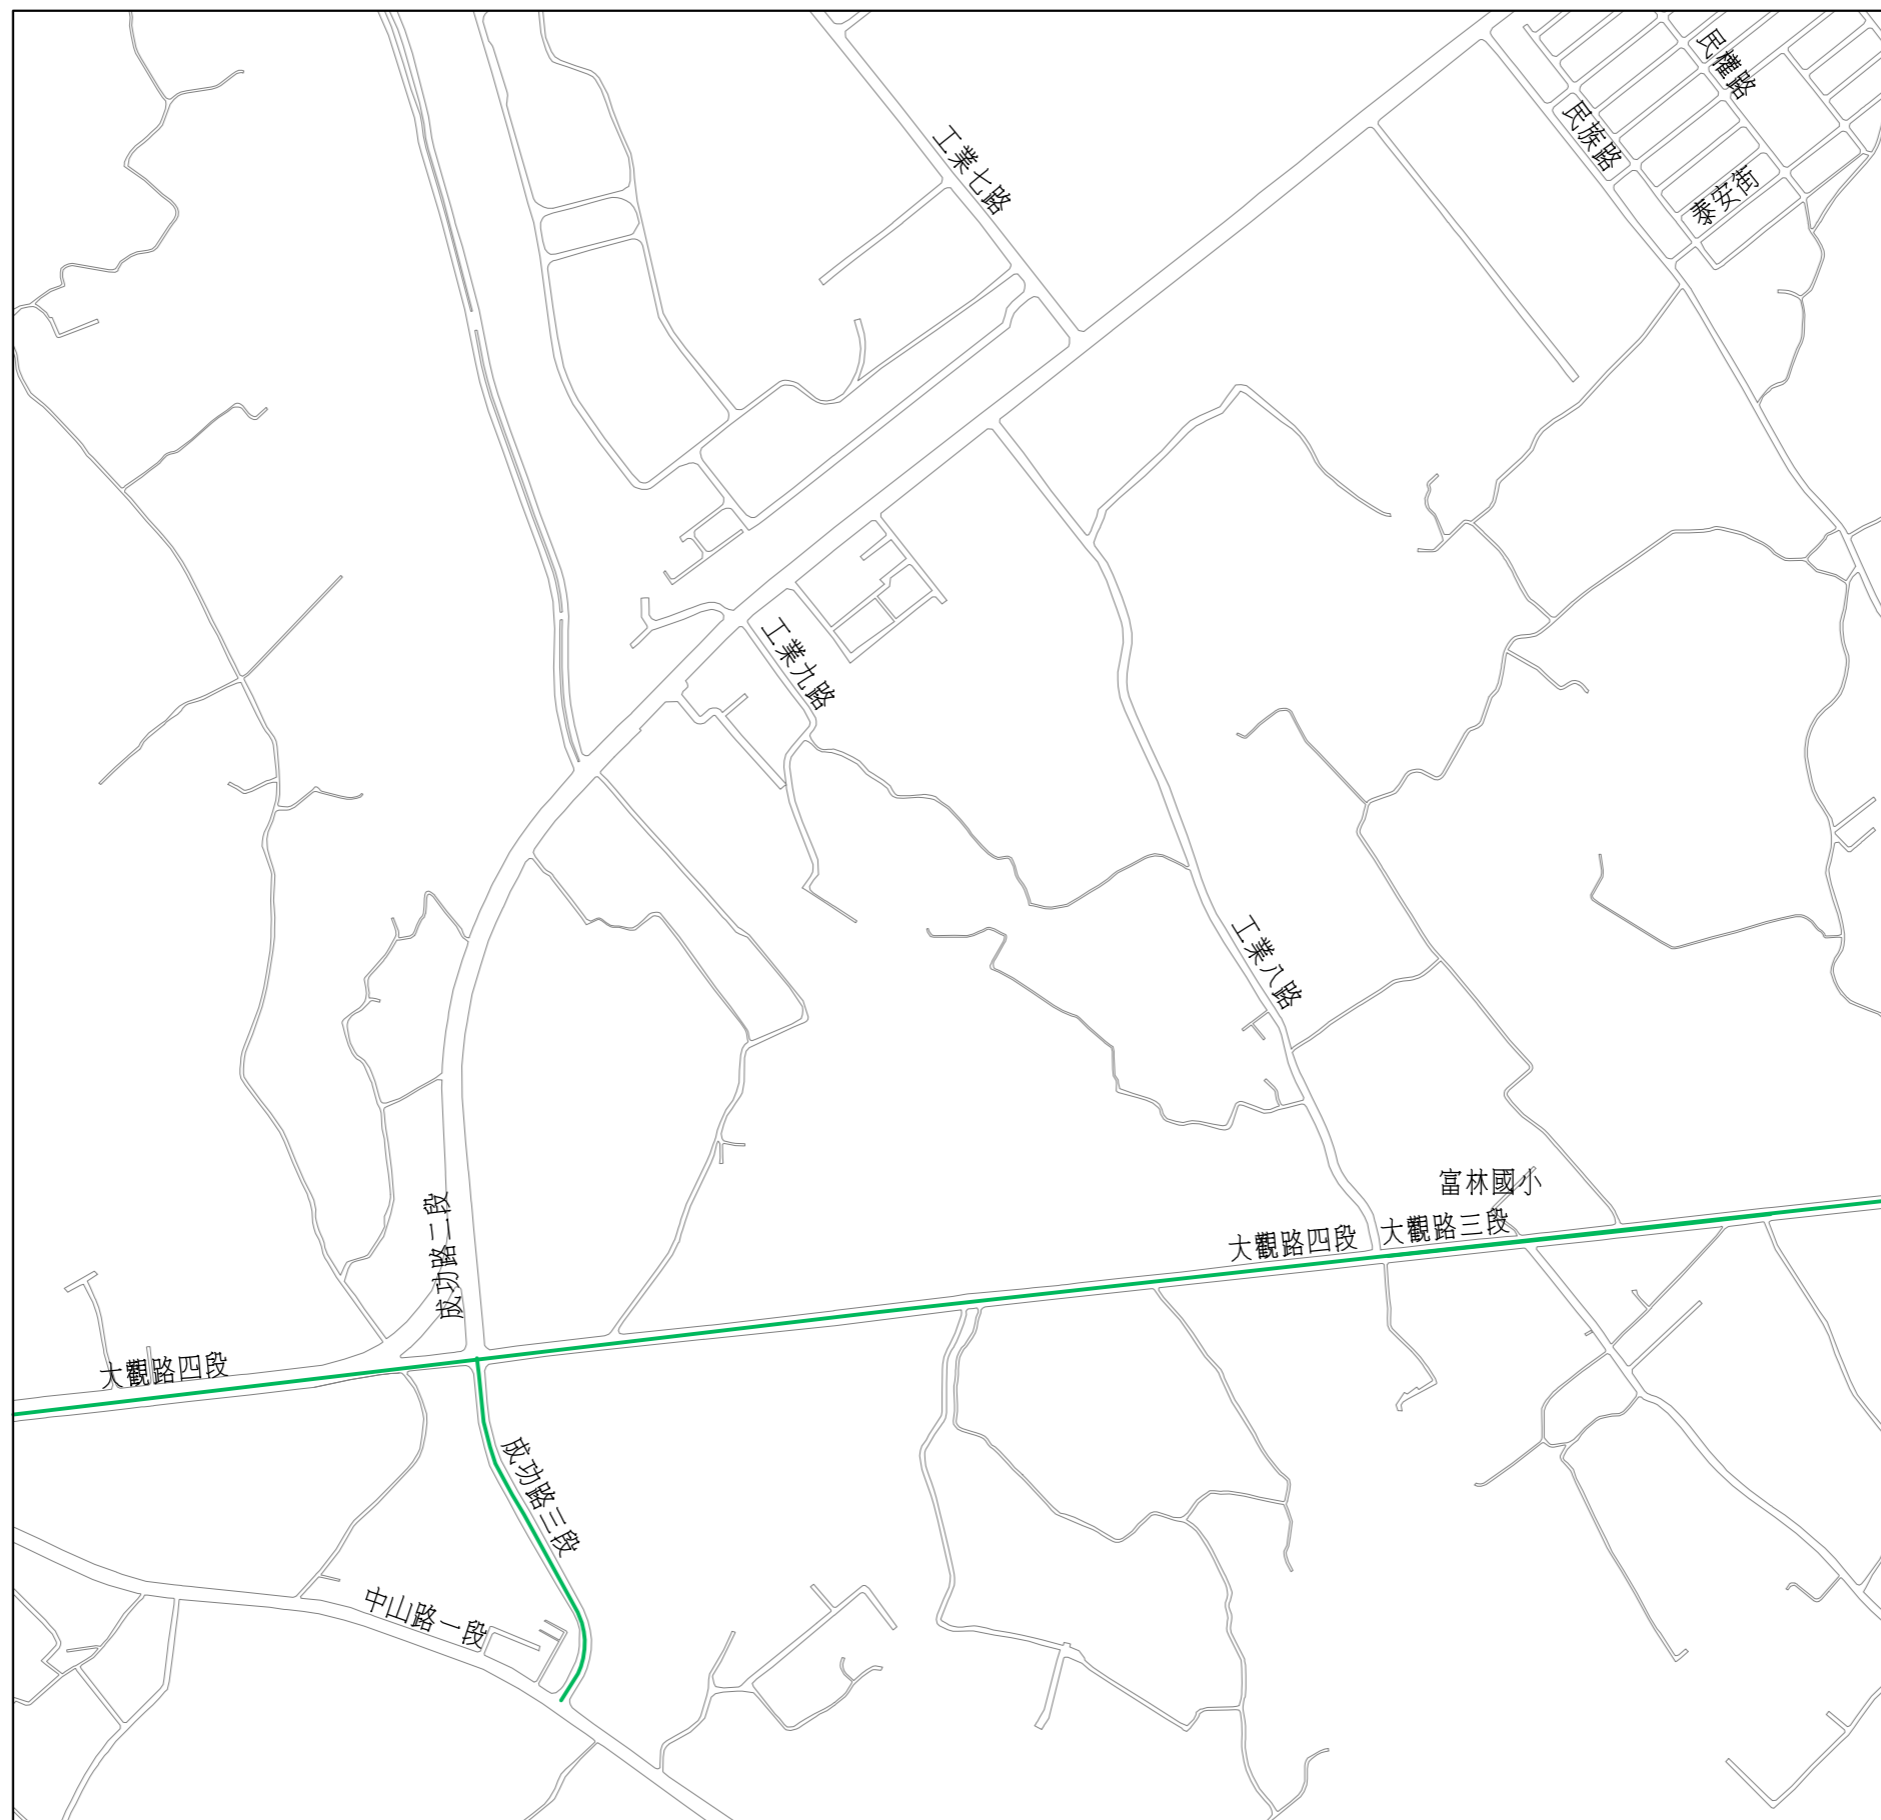 民權路
民族路
工業七路
泰安街
工業九路
工業八路
富林國小
成功路二段
大觀路三段
大觀路四段
大觀路四段
成功路三段
中山路一段